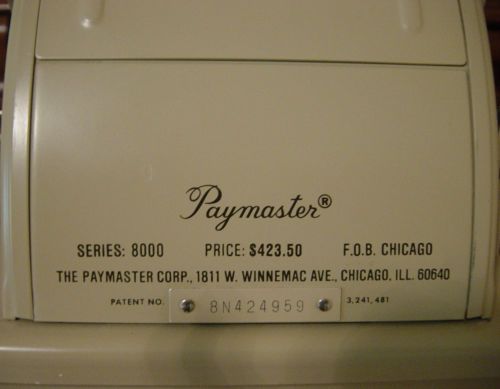 Paymaster®
SERIES: 8000 PRICE: $423.50 F.O.B. CHICAGO
THE PAYMASTER CORP., 1811 W. WINNEMAC AVE., CHICAGO, ILL. 60640
PATENT NO. 8N424959 3,241,481